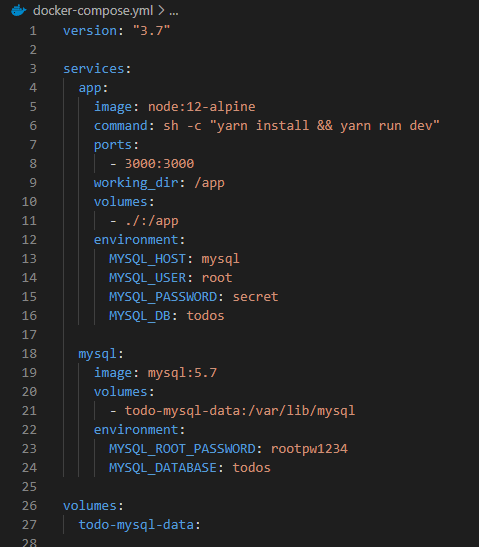 docker-compose.yml > ...
1 version: "3.7"
2
3 services:
4 app:
5 image: node:12-alpine
6 command: sh -c "yarn install && yarn run dev"
7 ports:
8 - 3000:3000
9 working_dir: /app
10 volumes:
11 - ./:/app
12 environment:
13 MYSQL_HOST: mysql
14 MYSQL_USER: root
15 MYSQL_PASSWORD: secret
16 MYSQL_DB: todos
17
18 mysql:
19 image: mysql:5.7
20 volumes:
21 - todo-mysql-data:/var/lib/mysql
22 environment:
23 MYSQL_ROOT_PASSWORD: rootpw1234
24 MYSQL_DATABASE: todos
25
26 volumes:
27 todo-mysql-data:
28